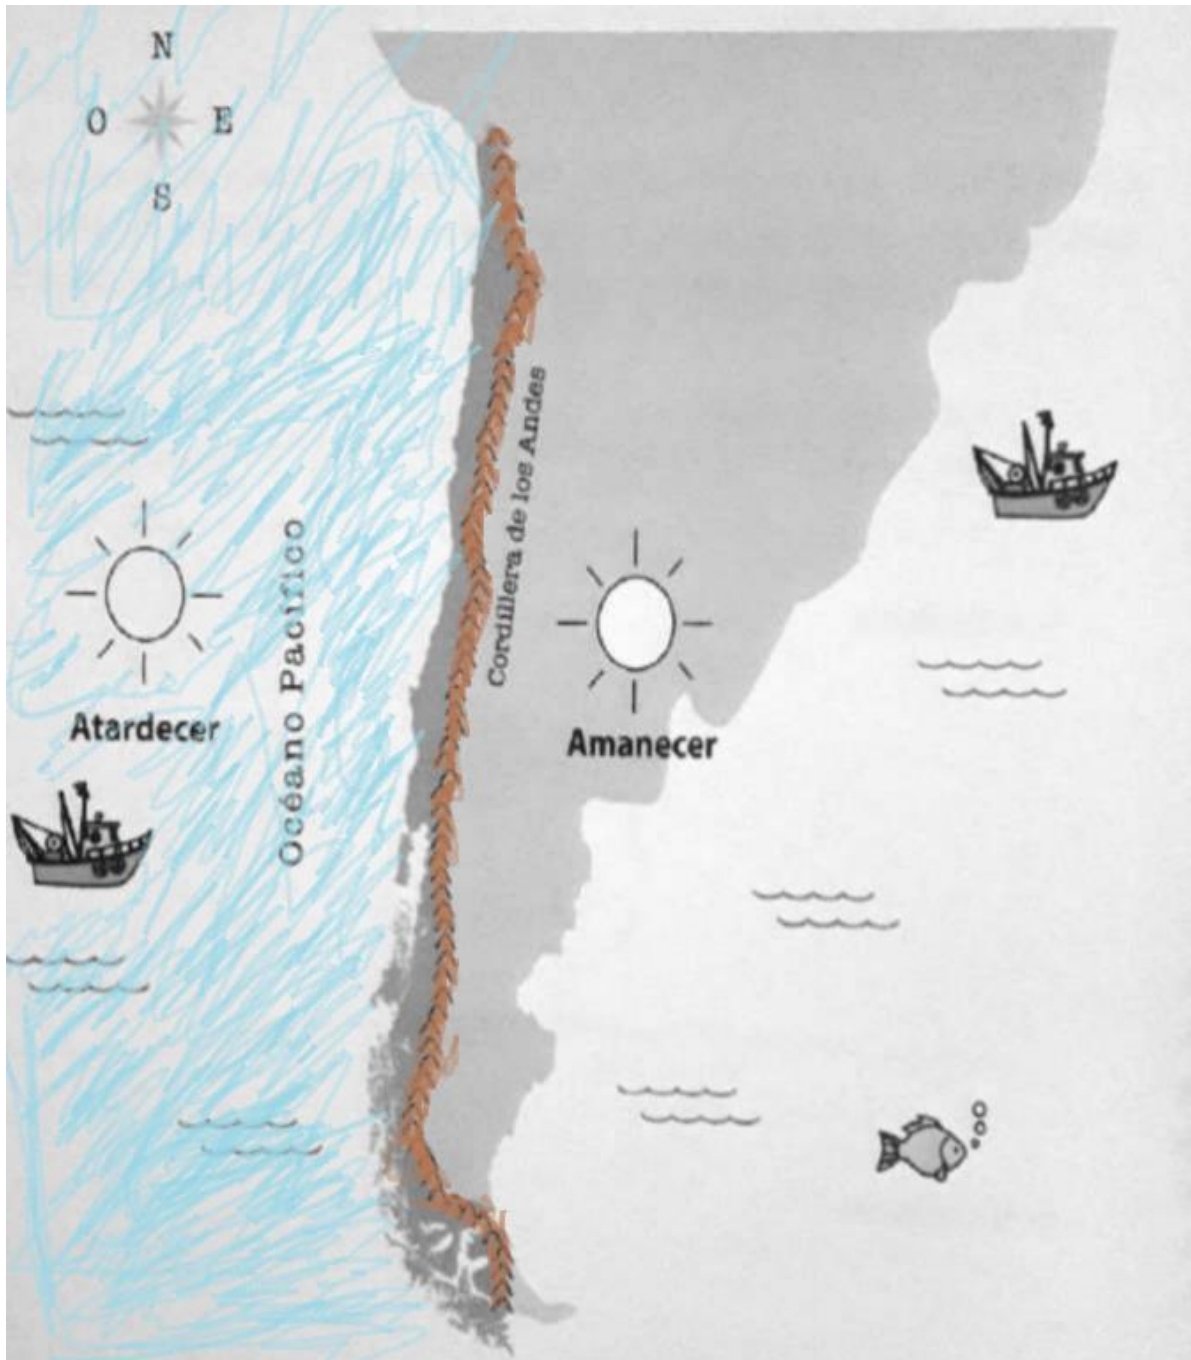 N
O E
S
Cordillera de los Andes
Océano Pacífico
Atardecer
Amanecer